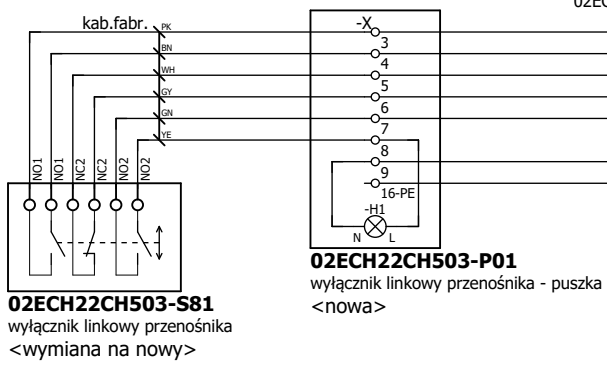 02EC
kab.fabr.
PK
BN
WH
GY
GN
YE
-X
3
4
5
6
7
8
9
16-PE
-H1
N L
NO1 NO1 NC2 NC2 NO2 NO2
02ECH22CH503-P01
wyłącznik linkowy przenośnika - puszka
<nowa>
02ECH22CH503-S81
wyłącznik linkowy przenośnika
<wymiana na nowy>